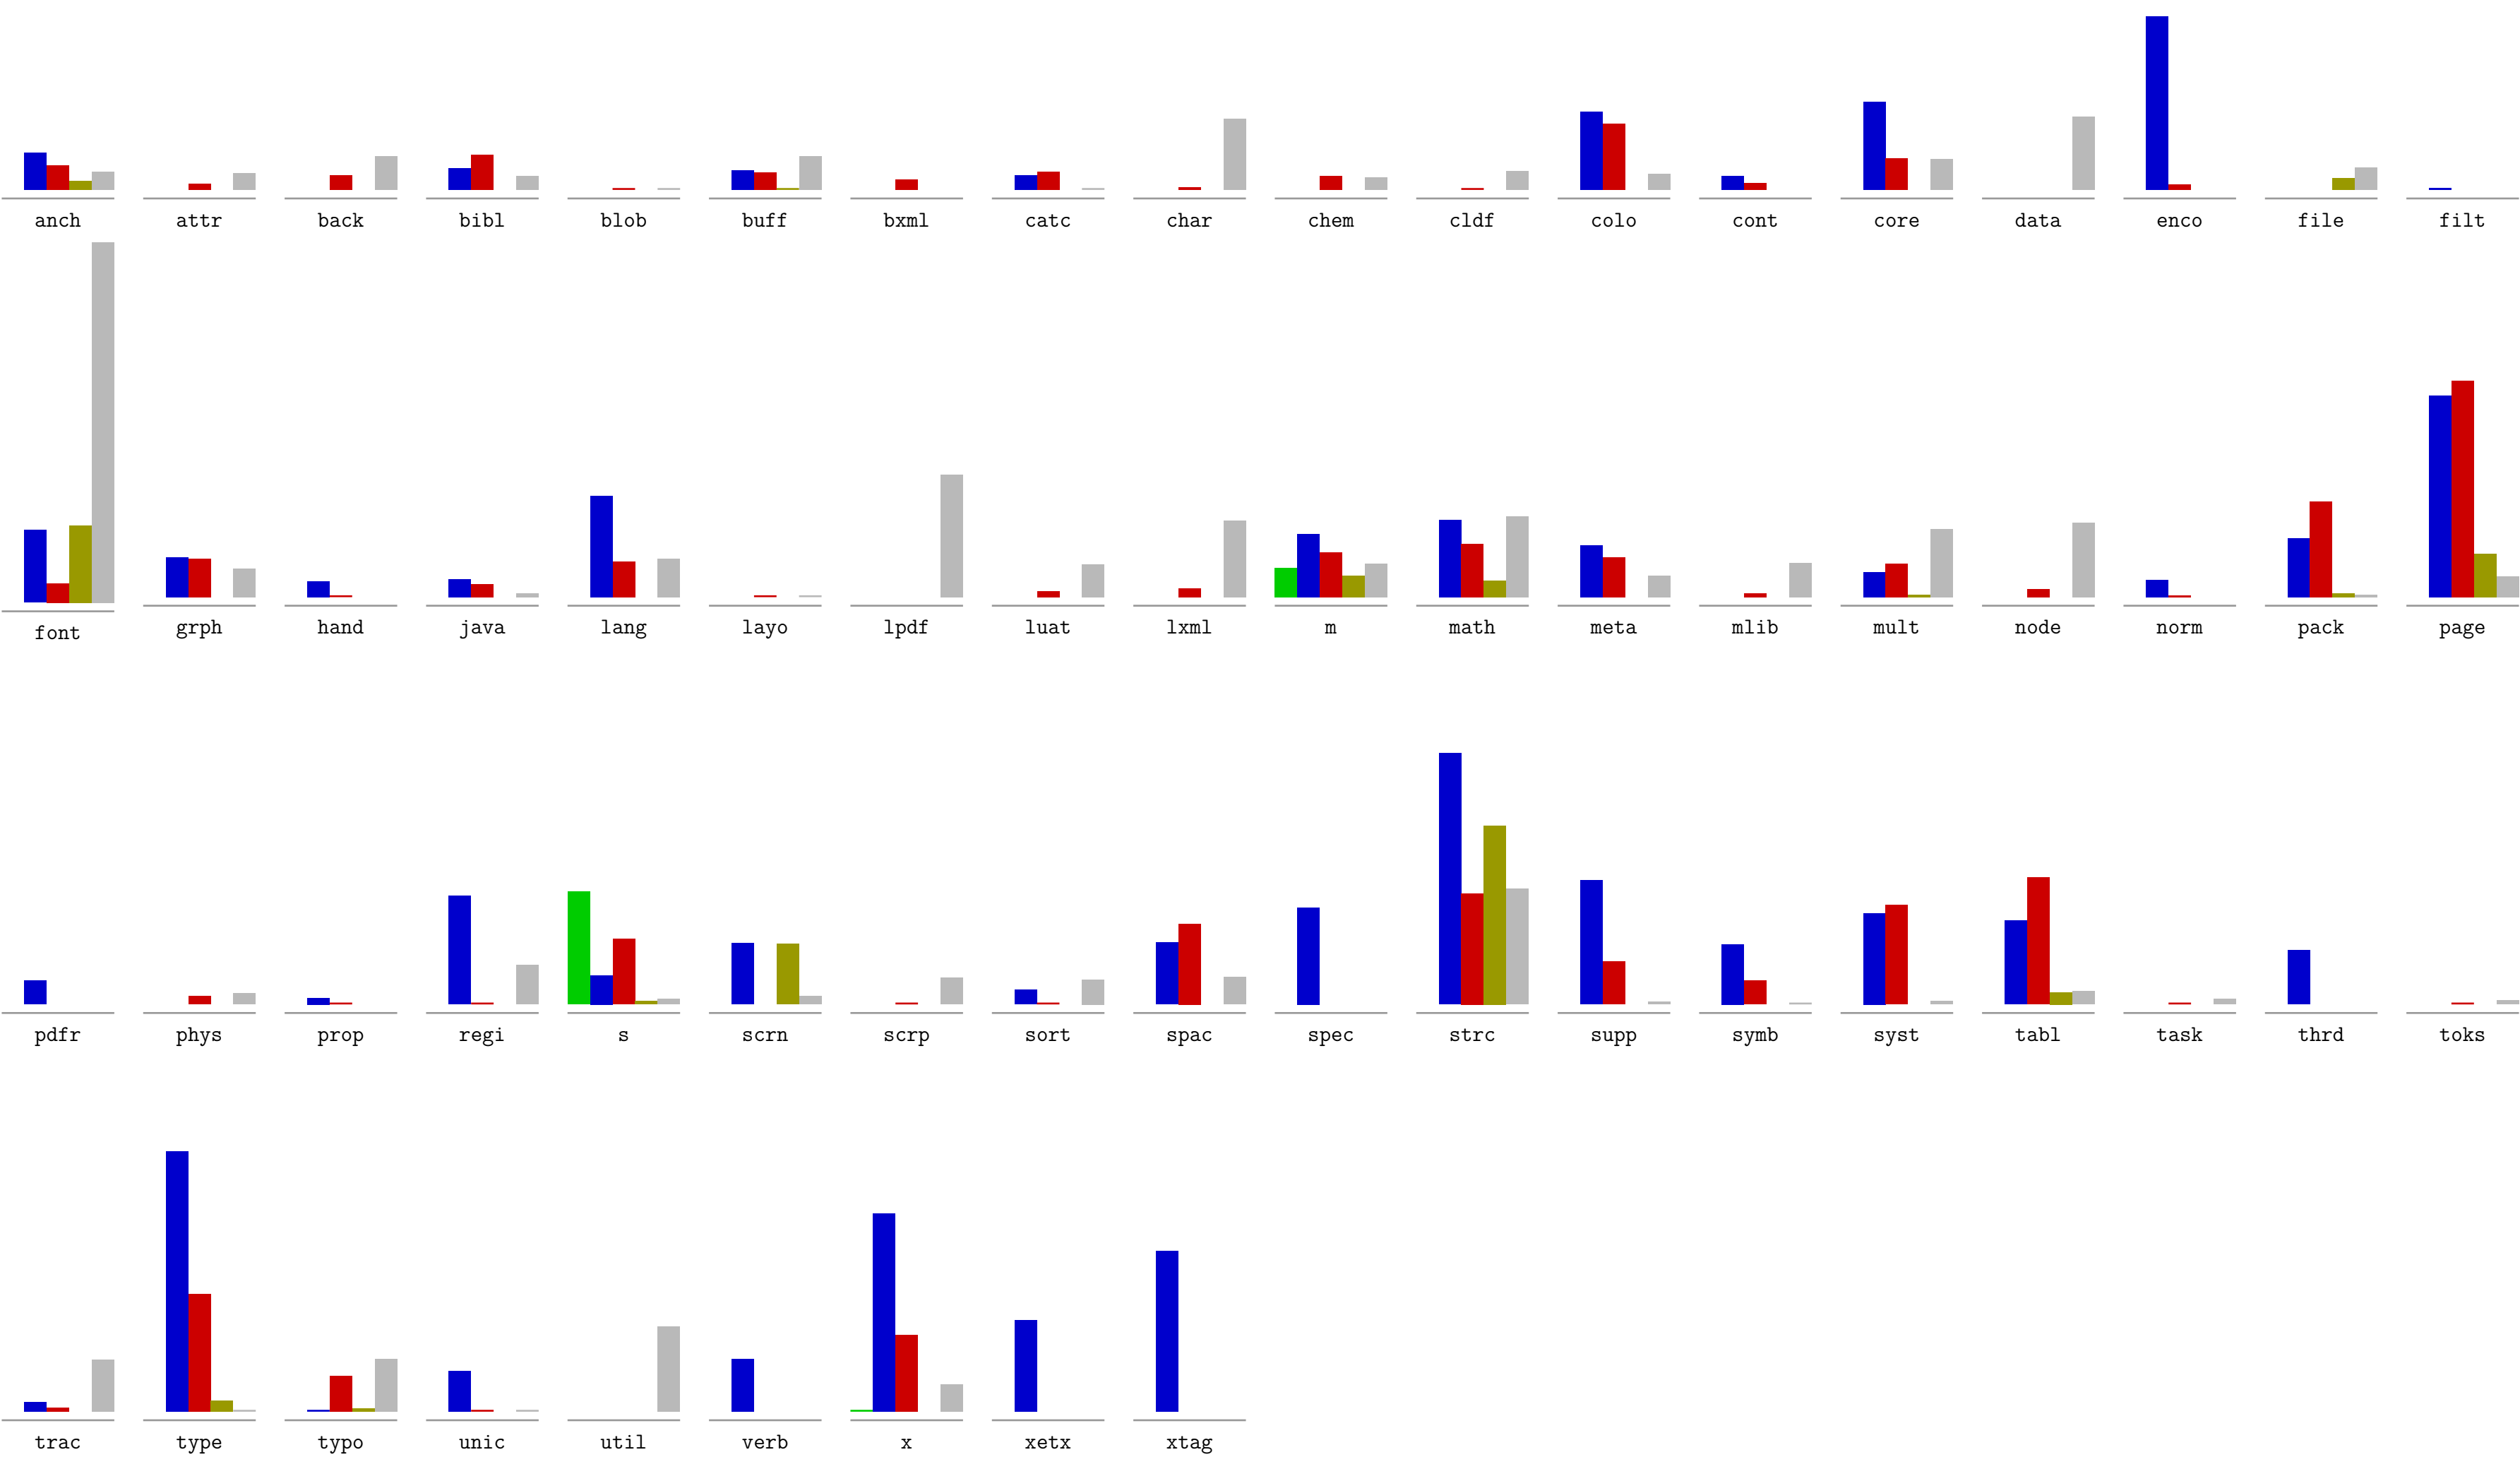 anch attr back bibl blob buff bxml catc char chem cldf colo cont core data enco file filt
font grph hand java lang layo lpdf luat lxml m math meta mlib mult node norm pack page
pdfr phys prop regi s scrn scrp sort spac spec strc supp symb syst tabl task thrd toks
trac type typo unic util verb x xetx xtag